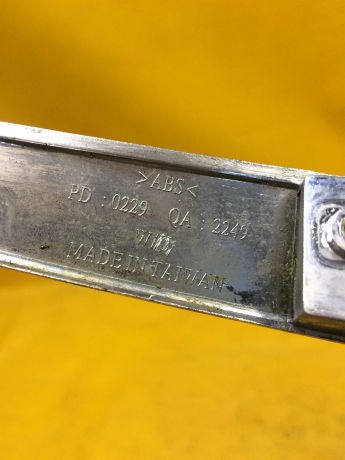 >ABS<
PD : 0229 QA : 2249
MADE IN TAIWAN